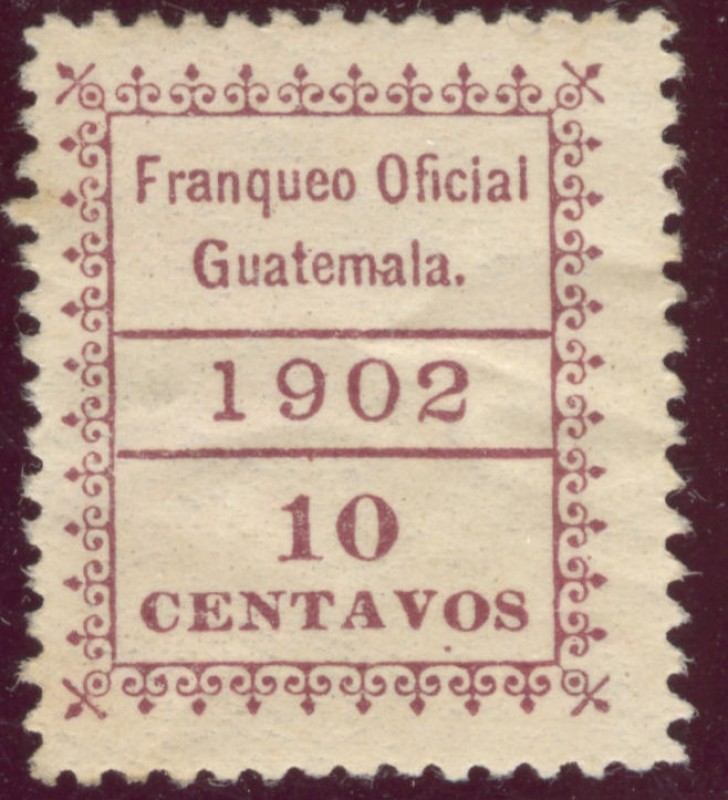 Franqueo Oficial
Guatemala.
1902
10
CENTAVOS